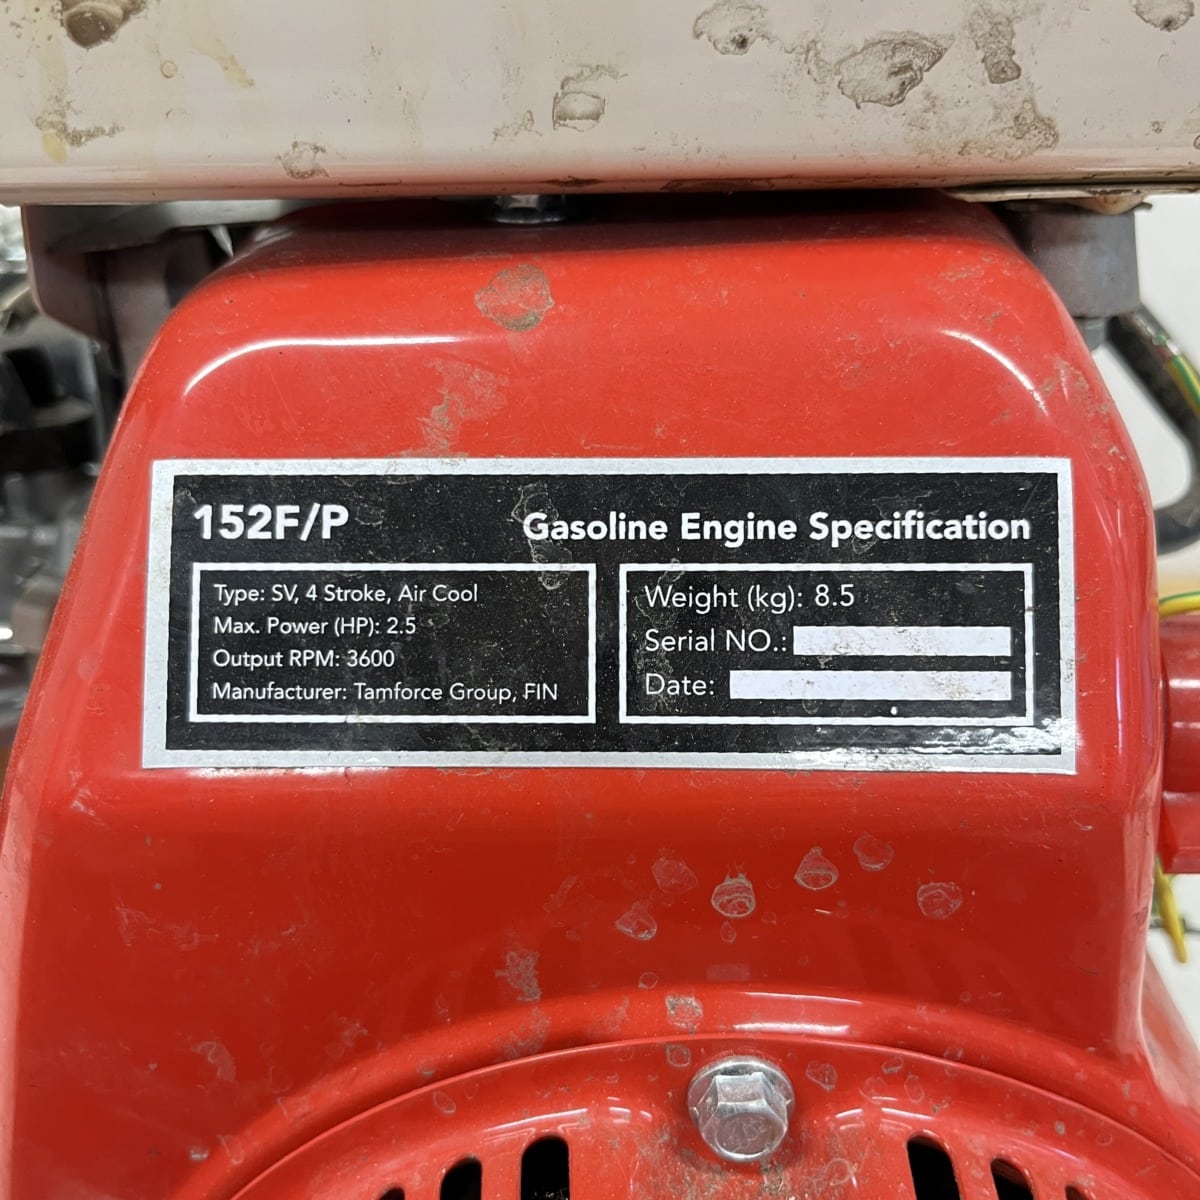 152F/P
Gasoline Engine Specification
Type: SV, 4 Stroke, Air Cool
Max. Power (HP): 2.5
Output RPM: 3600
Manufacturer: Tamforce Group, FIN
Weight (kg): 8.5
Serial NO.:
Date: